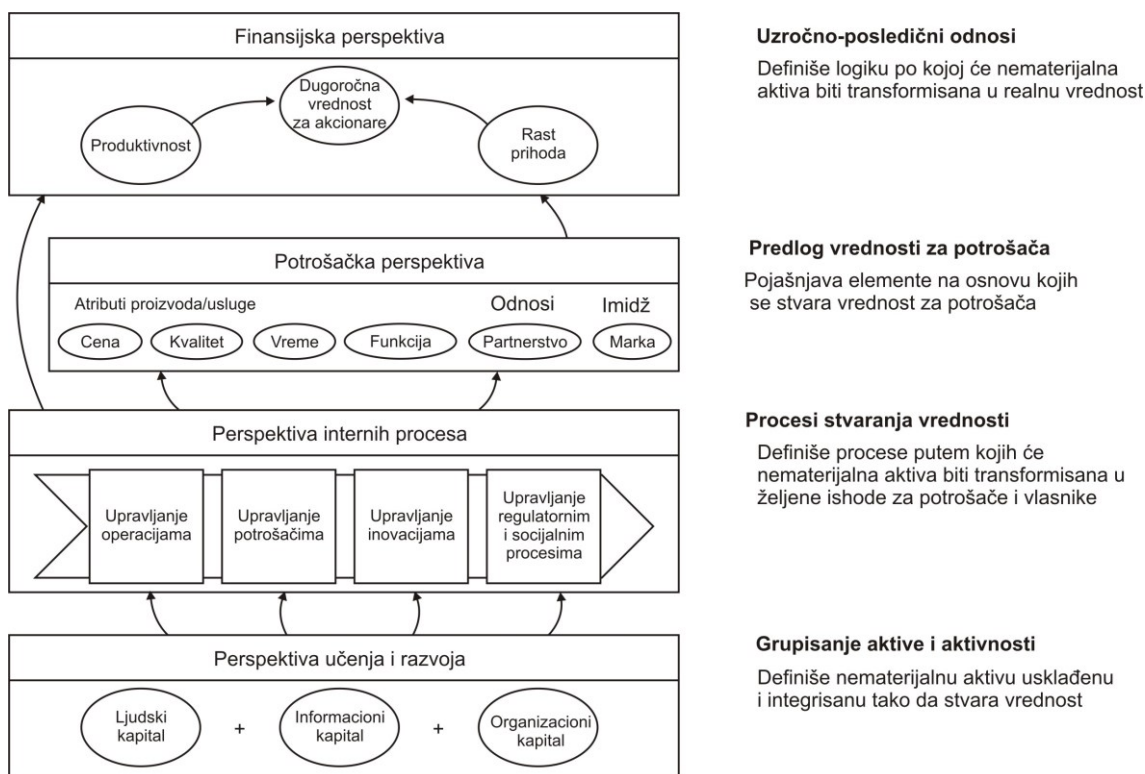 Finansijska perspektiva
Dugoročna
vrednost
za akcionare
Produktivnost
Rast
prihoda
Uzročno-posledični odnosi
Definiše logiku po kojoj će nematerijalna
aktiva biti transformisana u realnu vrednost
Potrošačka perspektiva
Atributi proizvoda/usluge
Odnosi
Imidž
Cena
Kvalitet
Vreme
Funkcija
Partnerstvo
Marka
Predlog vrednosti za potrošača
Pojašnjava elemente na osnovu kojih
se stvara vrednost za potrošača
Perspektiva internih procesa
Upravljanje
operacijama
Upravljanje
potrošačima
Upravljanje
inovacijama
Upravljanje
regulatornim
i socijalnim
procesima
Procesi stvaranja vrednosti
Definiše procese putem kojih će
nematerijalna aktiva biti transformisana u
željene ishode za potrošače i vlasnike
Perspektiva učenja i razvoja
Ljudski
kapital
+
Informacioni
kapital
+
Organizacioni
kapital
Grupisanje aktive i aktivnosti
Definiše nematerijalnu aktivu usklađenu
i integrisanu tako da stvara vrednost